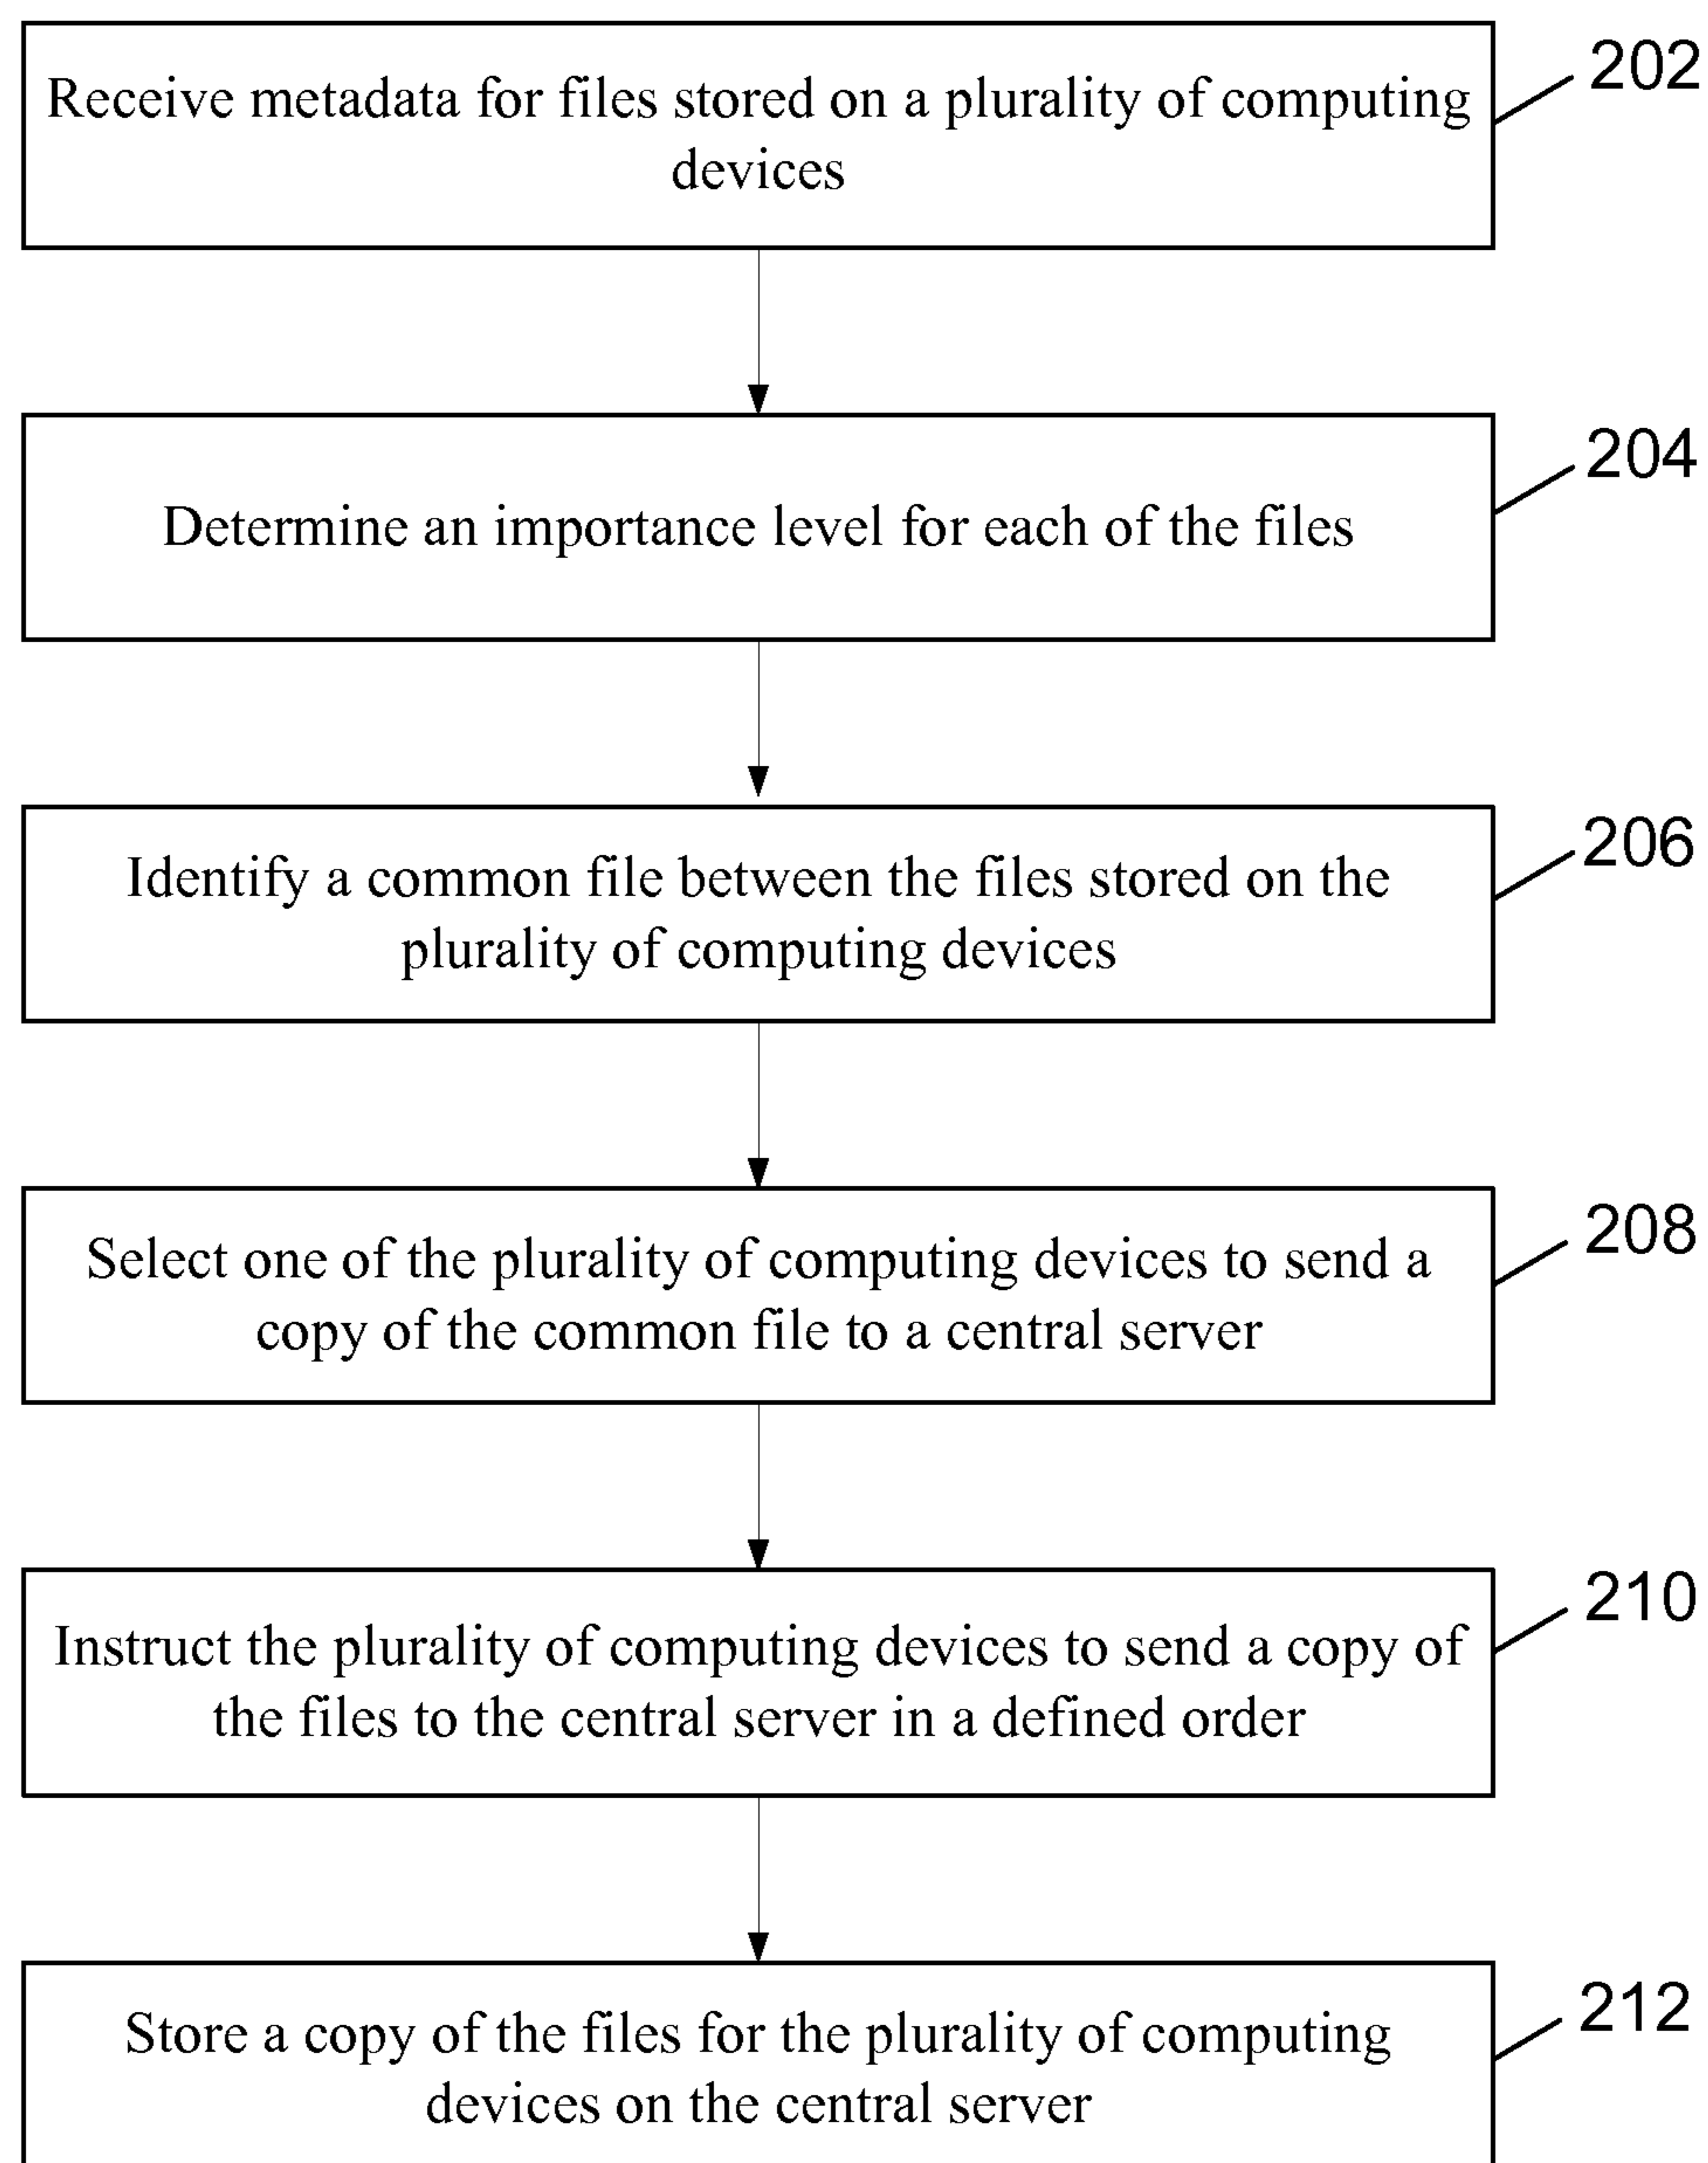 Receive metadata for files stored on a plurality of computing
devices
202
Determine an importance level for each of the files
204
Identify a common file between the files stored on the
plurality of computing devices
206
Select one of the plurality of computing devices to send a
copy of the common file to a central server
208
Instruct the plurality of computing devices to send a copy of
the files to the central server in a defined order
210
Store a copy of the files for the plurality of computing
devices on the central server
212